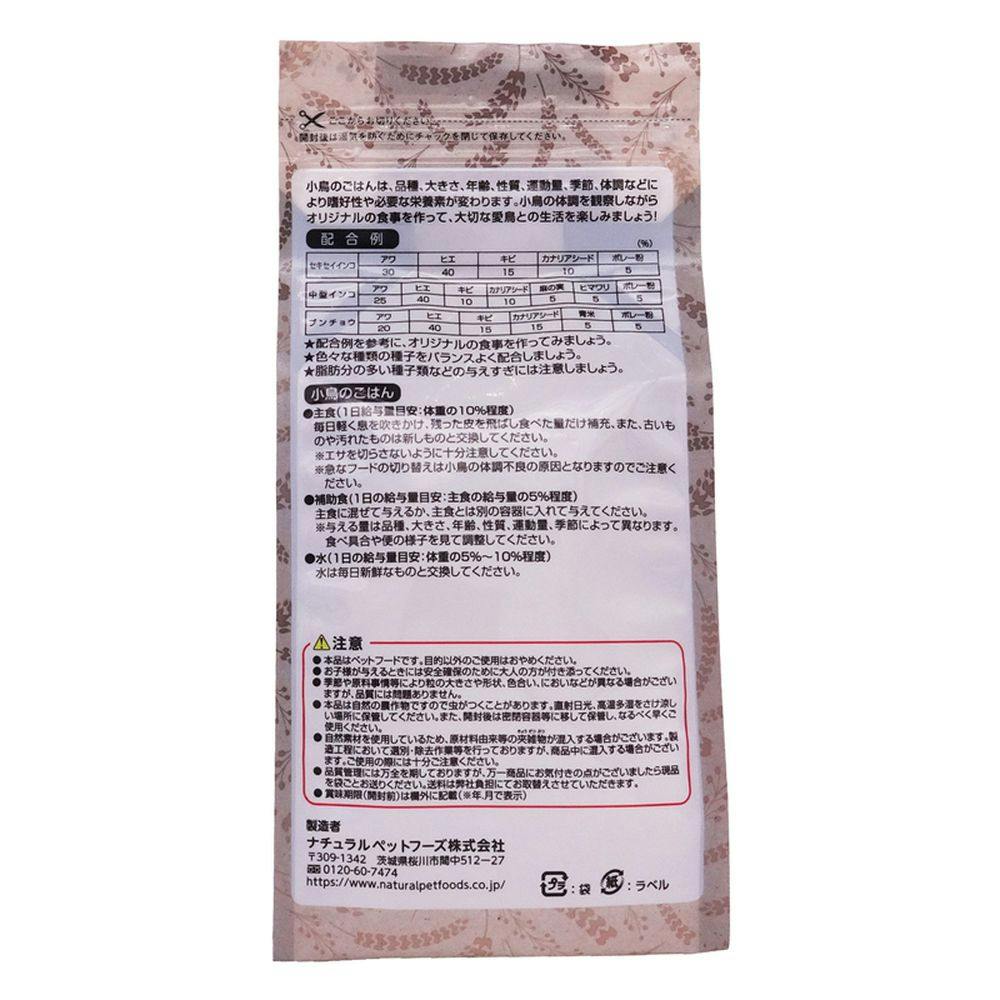 ここからお切りください。
開封後は湿気を防ぐためにチャックを閉じて保存してください。
小鳥のごはんは、品種、大きさ、年齢、性質、運動量、季節、体調などに
より嗜好性や必要な栄養素が変わります。小鳥の体調を観察しながら
オリジナルの食事を作って、大切な愛鳥との生活を楽しみましょう!
配合例 (%)
セキセイインコ アワ ヒエ キビ カナリアシード ボレー粉
30 40 15 10 5
中型インコ アワ ヒエ キビ カナリアシード 麻の実 ヒマワリ ボレー粉
25 40 10 10 5 5 5
ブンチョウ アワ ヒエ キビ カナリアシード 青米 ボレー粉
20 40 15 15 5 5
★配合例を参考に、オリジナルの食事を作ってみましょう。
★色々な種類の種子をバランスよく配合しましょう。
★脂肪分の多い種子類などの与えすぎには注意しましょう。
小鳥のごはん
●主食(1日給与量目安:体重の10%程度)
毎日軽く息を吹きかけ、残った皮を飛ばし食べた量だけ補充、また、古いも
のや汚れたものは新しものと交換してください。
※エサを切らさないように十分注意してください。
※急なフードの切り替えは小鳥の体調不良の原因となりますのでご注意く
ださい。
●補助食(1日の給与量目安:主食の給与量の5%程度)
主食に混ぜて与えるか、主食とは別の容器に入れて与えてください。
※与える量は品種、大きさ、年齢、性質、運動量、季節によって異なります。
食べ具合や便の様子を見て調整してください。
●水(1日の給与量目安:体重の5%~10%程度)
水は毎日新鮮なものと交換してください。
注意
●本品はペットフードです。目的以外のご使用はおやめください。
●お子様が与えるときには安全確保のために大人の方が付き添ってください。
●季節や原料事情等により粒の大きさや形状、色合い、においなどが異なる場合がござい
ますが、品質には問題ありません。
●本品は自然の農作物ですので虫がつくことがあります。直射日光、高温多湿をさけ涼し
い場所に保管してください。また、開封後は密閉容器等に移して保管し、なるべく早くご
使用ください。
●自然素材を使用しているため、原材料由来等の夾雑物が混入する場合がございます。製
造工程において選別・除去作業等を行っておりますが、商品中に混入する場合がござい
ます。ご使用の際には十分ご注意ください。
●品質管理には万全を期しておりますが、万一商品にお気付きの点がございましたら現品
を袋ごとお送りください。送料は弊社負担にてお取替えさせていただきます。
●賞味期限(開封前)は欄外に記載(※年、月で表示)
製造者
ナチュラルペットフーズ株式会社
〒309-1342 茨城県桜川市間中512-27
0120-60-7474
https://www.naturalpetfoods.co.jp/
プラ:袋 紙:ラベル